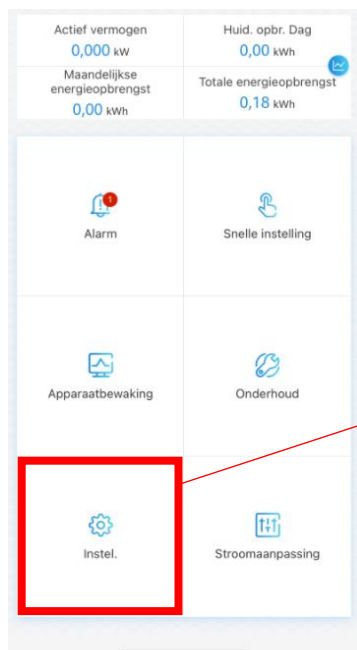 Actief vermogen
0,000 kW
Huid. opbr. Dag
0,00 kWh
Maandelijkse
energieopbrengst
0,00 kWh
Totale energieopbrengst
0,18 kWh
1
Alarm
Snelle instelling
Apparaatbewaking
Onderhoud
Instel.
Stroomaanpassing